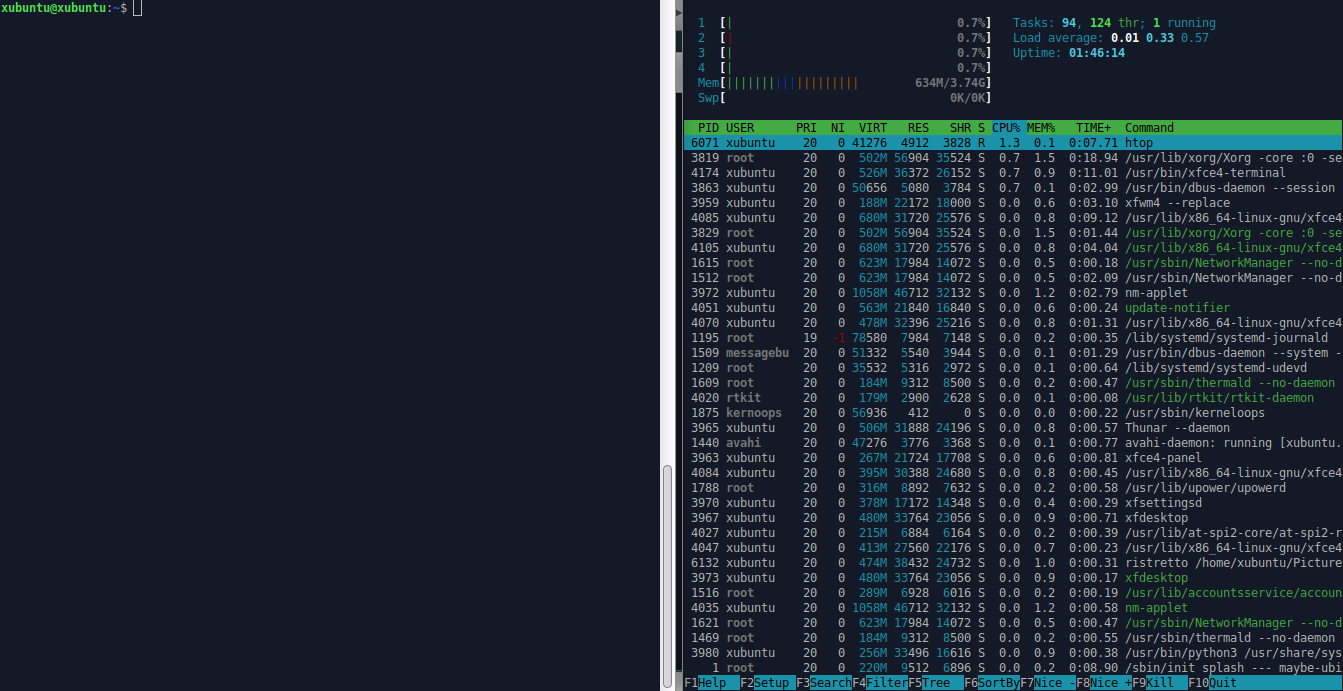 xubuntu@xubuntu:~$
1 [| 0.7%] Tasks: 94, 124 thr; 1 running
2 [| 0.7%] Load average: 0.01 0.33 0.57
3 [| 0.7%] Uptime: 01:46:14
4 [| 0.7%]
Mem[||||||||||||||||||| 634M/3.74G]
Swp[ 0K/0K]
PID USER PRI NI VIRT RES SHR S CPU% MEM% TIME+ Command
6071 xubuntu 20 0 41276 4912 3828 R 1.3 0.1 0:07.71 htop
3819 root 20 0 502M 56904 35524 S 0.7 1.5 0:18.94 /usr/lib/xorg/Xorg -core :0 -se
4174 xubuntu 20 0 526M 36372 26152 S 0.7 0.9 0:11.01 /usr/bin/xfce4-terminal
3863 xubuntu 20 0 50656 5080 3784 S 0.7 0.1 0:02.99 /usr/bin/dbus-daemon --session
3959 xubuntu 20 0 188M 22172 18000 S 0.0 0.6 0:03.10 xfwm4 --replace
4085 xubuntu 20 0 680M 31720 25576 S 0.0 0.8 0:09.12 /usr/lib/x86_64-linux-gnu/xfce4
3829 root 20 0 502M 56904 35524 S 0.0 1.5 0:01.44 /usr/lib/xorg/Xorg -core :0 -se
4105 xubuntu 20 0 680M 31720 25576 S 0.0 0.8 0:04.04 /usr/lib/x86_64-linux-gnu/xfce4
1615 root 20 0 623M 17984 14072 S 0.0 0.5 0:00.18 /usr/sbin/NetworkManager --no-d
1512 root 20 0 623M 17984 14072 S 0.0 0.5 0:02.09 /usr/sbin/NetworkManager --no-d
3972 xubuntu 20 0 1058M 46712 32132 S 0.0 1.2 0:02.79 nm-applet
4051 xubuntu 20 0 563M 21840 16840 S 0.0 0.6 0:00.24 update-notifier
4070 xubuntu 20 0 478M 32396 25216 S 0.0 0.8 0:01.31 /usr/lib/x86_64-linux-gnu/xfce4
1195 root 19 -1 78580 7984 7148 S 0.0 0.2 0:00.35 /lib/systemd/systemd-journald
1509 messagebu 20 0 51332 5540 3944 S 0.0 0.1 0:01.29 /usr/bin/dbus-daemon --system -
1209 root 20 0 35532 5316 2972 S 0.0 0.1 0:00.64 /lib/systemd/systemd-udevd
1609 root 20 0 184M 9312 8500 S 0.0 0.2 0:00.47 /usr/sbin/thermald --no-daemon
4020 rtkit 20 0 179M 2900 2628 S 0.0 0.1 0:00.08 /usr/lib/rtkit/rtkit-daemon
1875 kernoops 20 0 56936 412 0 S 0.0 0.0 0:00.22 /usr/sbin/kerneloops
3965 xubuntu 20 0 506M 31888 24196 S 0.0 0.8 0:00.57 Thunar --daemon
1440 avahi 20 0 47276 3776 3368 S 0.0 0.1 0:00.77 avahi-daemon: running [xubuntu.
3963 xubuntu 20 0 267M 21724 17708 S 0.0 0.6 0:00.81 xfce4-panel
4084 xubuntu 20 0 395M 30388 24680 S 0.0 0.8 0:00.45 /usr/lib/x86_64-linux-gnu/xfce4
1788 root 20 0 316M 8892 7632 S 0.0 0.2 0:00.58 /usr/lib/upower/upowerd
3970 xubuntu 20 0 378M 17172 14348 S 0.0 0.4 0:00.29 xfsettingsd
3967 xubuntu 20 0 480M 33764 23056 S 0.0 0.9 0:00.71 xfdesktop
4027 xubuntu 20 0 215M 6884 6164 S 0.0 0.2 0:00.39 /usr/lib/at-spi2-core/at-spi2-r
4047 xubuntu 20 0 413M 27560 22176 S 0.0 0.7 0:00.23 /usr/lib/x86_64-linux-gnu/xfce4
6132 xubuntu 20 0 474M 38432 24732 S 0.0 1.0 0:00.31 ristretto /home/xubuntu/Picture
3973 xubuntu 20 0 480M 33764 23056 S 0.0 0.9 0:00.17 xfdesktop
1516 root 20 0 289M 6928 6016 S 0.0 0.2 0:00.19 /usr/lib/accountsservice/accoun
4035 xubuntu 20 0 1058M 46712 32132 S 0.0 1.2 0:00.58 nm-applet
1621 root 20 0 623M 17984 14072 S 0.0 0.5 0:00.47 /usr/sbin/NetworkManager --no-d
1469 root 20 0 184M 9312 8500 S 0.0 0.2 0:00.55 /usr/sbin/thermald --no-daemon
3980 xubuntu 20 0 256M 33496 16616 S 0.0 0.9 0:00.38 /usr/bin/python3 /usr/share/sys
1 root 20 0 220M 9512 6896 S 0.0 0.2 0:08.90 /sbin/init splash --- maybe-ubi
F1Help F2Setup F3SearchF4FilterF5Tree F6SortByF7Nice -F8Nice +F9Kill F10Quit